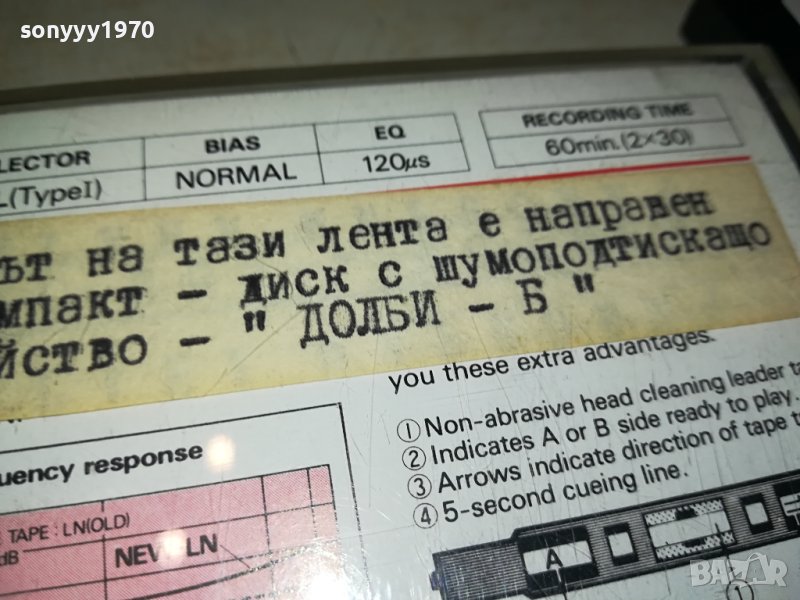 sonyyy1970
LECTOR BIAS EQ RECORDING TIME
(TypeI) NORMAL 120μs 60min.(2×30)
ът на тази лента е направен
мпакт - диск с шумоподтискащо
йство - " ДОЛБИ - Б "
you these extra advantages.
① Non-abrasive head cleaning leader ta
② Indicates A or B side ready to play.
③ Arrows indicate direction of tape t
④ 5-second cueing line.
uency response
TAPE : LN(OLD)
dB
NEW LN
A
①
BAZAR